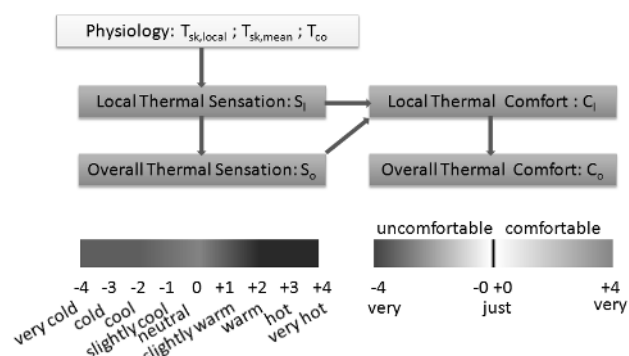 Physiology: Tsk,local ; Tsk,mean ; Tco
Local Thermal Sensation: Sl
Local Thermal Comfort : Cl
Overall Thermal Sensation: So
Overall Thermal Comfort: Co
uncomfortable comfortable
-4 -3 -2 -1 0 +1 +2 +3 +4
very cold
cold
cool
slightly cool
neutral
slightly warm
warm
hot
very hot
-4 -0 +0 +4
very just very